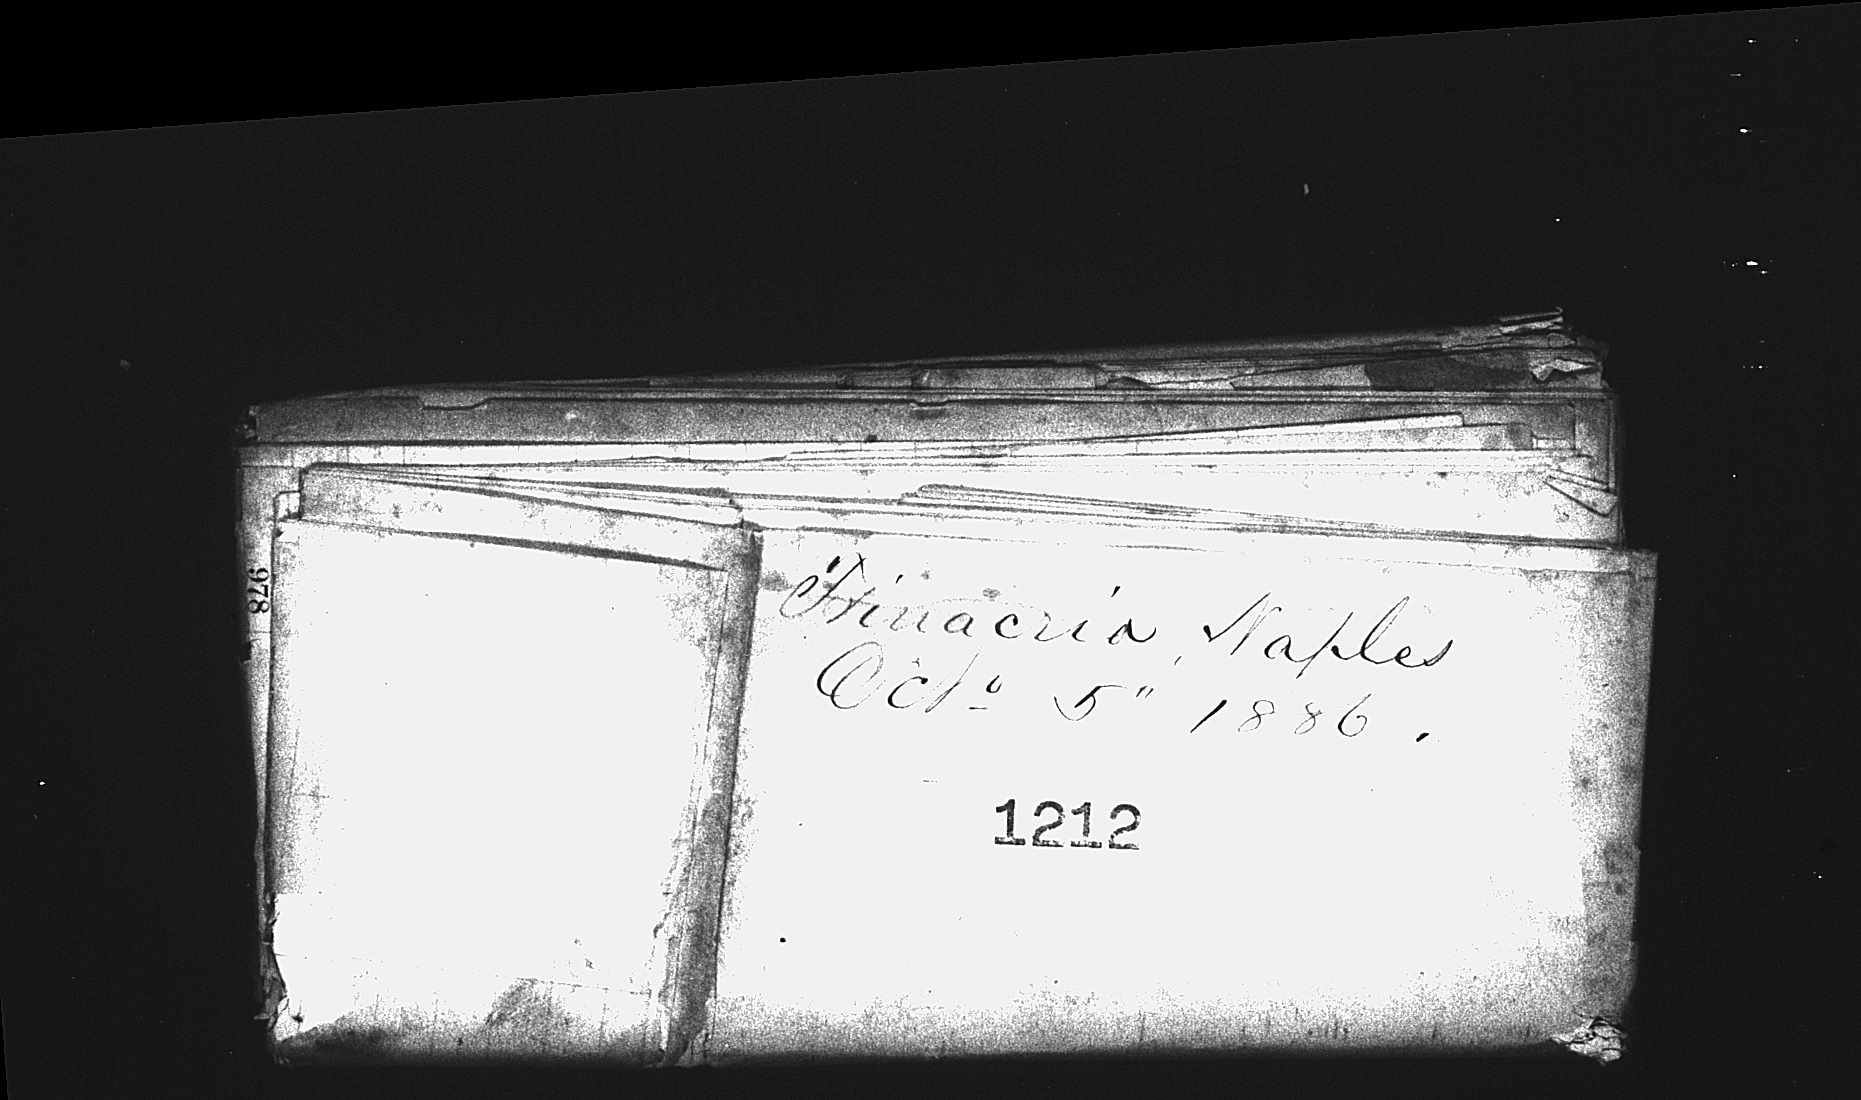 Trinacria, Naples
Octo 5" 1886.
1212
978